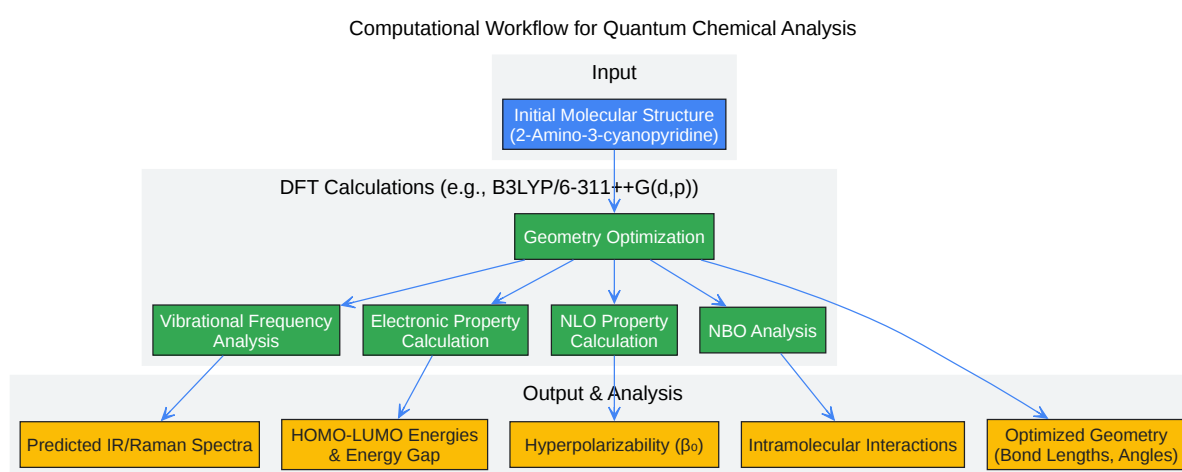 Computational Workflow for Quantum Chemical Analysis
Input
Initial Molecular Structure
(2-Amino-3-cyanopyridine)
DFT Calculations (e.g., B3LYP/6-311++G(d,p))
Geometry Optimization
Vibrational Frequency
Analysis
Electronic Property
Calculation
NLO Property
Calculation
NBO Analysis
Output & Analysis
Predicted IR/Raman Spectra
HOMO-LUMO Energies
& Energy Gap
Hyperpolarizability (β₀)
Intramolecular Interactions
Optimized Geometry
(Bond Lengths, Angles)